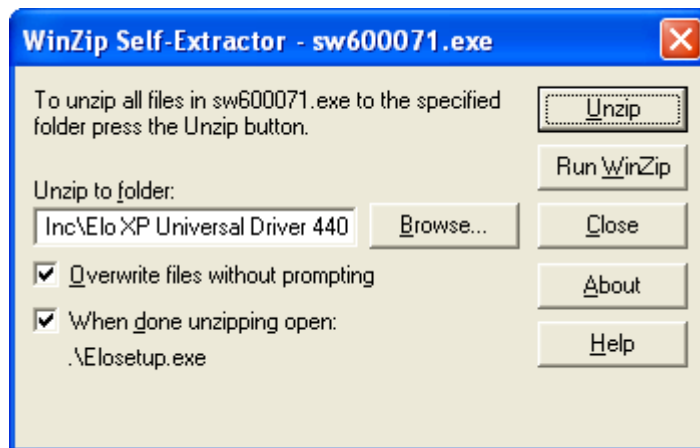 WinZip Self-Extractor - sw600071.exe
To unzip all files in sw600071.exe to the specified
folder press the Unzip button.
Unzip
Run WinZip
Unzip to folder:
Inc\Elo XP Universal Driver 440
Browse...
Close
Overwrite files without prompting
About
When done unzipping open:
.\Elosetup.exe
Help